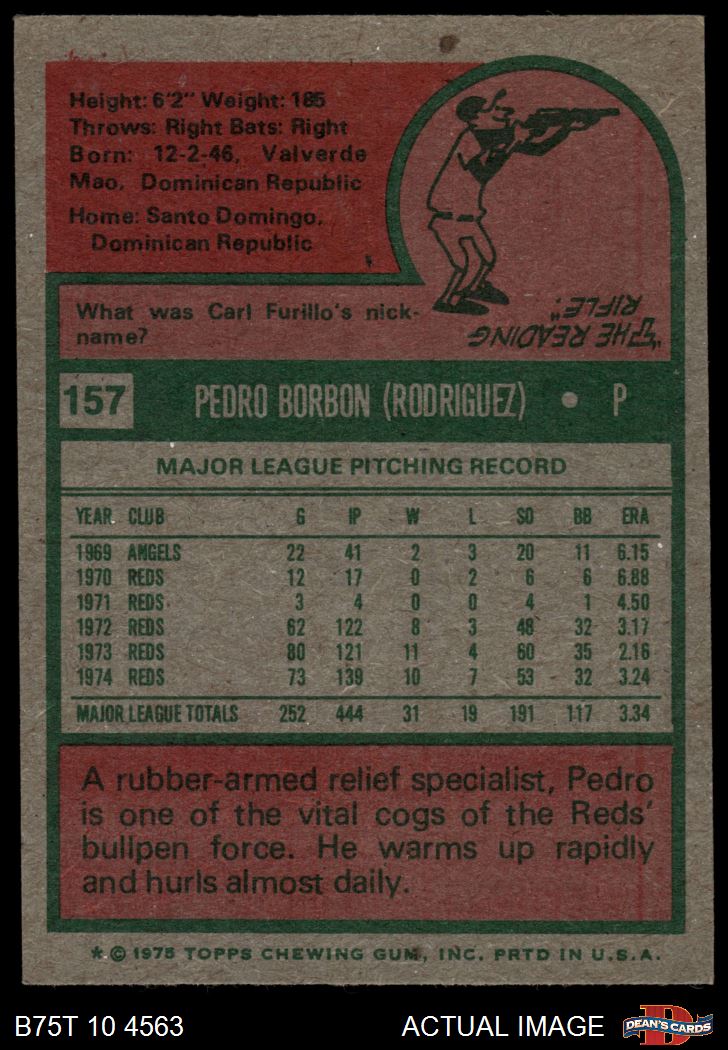 Height: 6'2" Weight: 185
Throws: Right Bats: Right
Born: 12-2-46, Valverde
Mao, Dominican Republic
Home: Santo Domingo,
Dominican Republic
What was Carl Furillo's nick-
name?
"THE READING
RIFLE".
157 PEDRO BORBON (RODRIGUEZ) • P
MAJOR LEAGUE PITCHING RECORD
YEAR CLUB G IP W L SO BB ERA
1969 ANGELS 22 41 2 3 20 11 6.15
1970 REDS 12 17 0 2 6 6 6.88
1971 REDS 3 4 0 0 4 1 4.50
1972 REDS 62 122 8 3 48 32 3.17
1973 REDS 80 121 11 4 60 35 2.16
1974 REDS 73 139 10 7 53 32 3.24
MAJOR LEAGUE TOTALS 252 444 31 19 191 117 3.34
A rubber-armed relief specialist, Pedro
is one of the vital cogs of the Reds'
bullpen force. He warms up rapidly
and hurls almost daily.
* © 1975 TOPPS CHEWING GUM, INC. PRTD IN U.S.A.
B75T 10 4563 ACTUAL IMAGE
D
DEAN'S CARDS